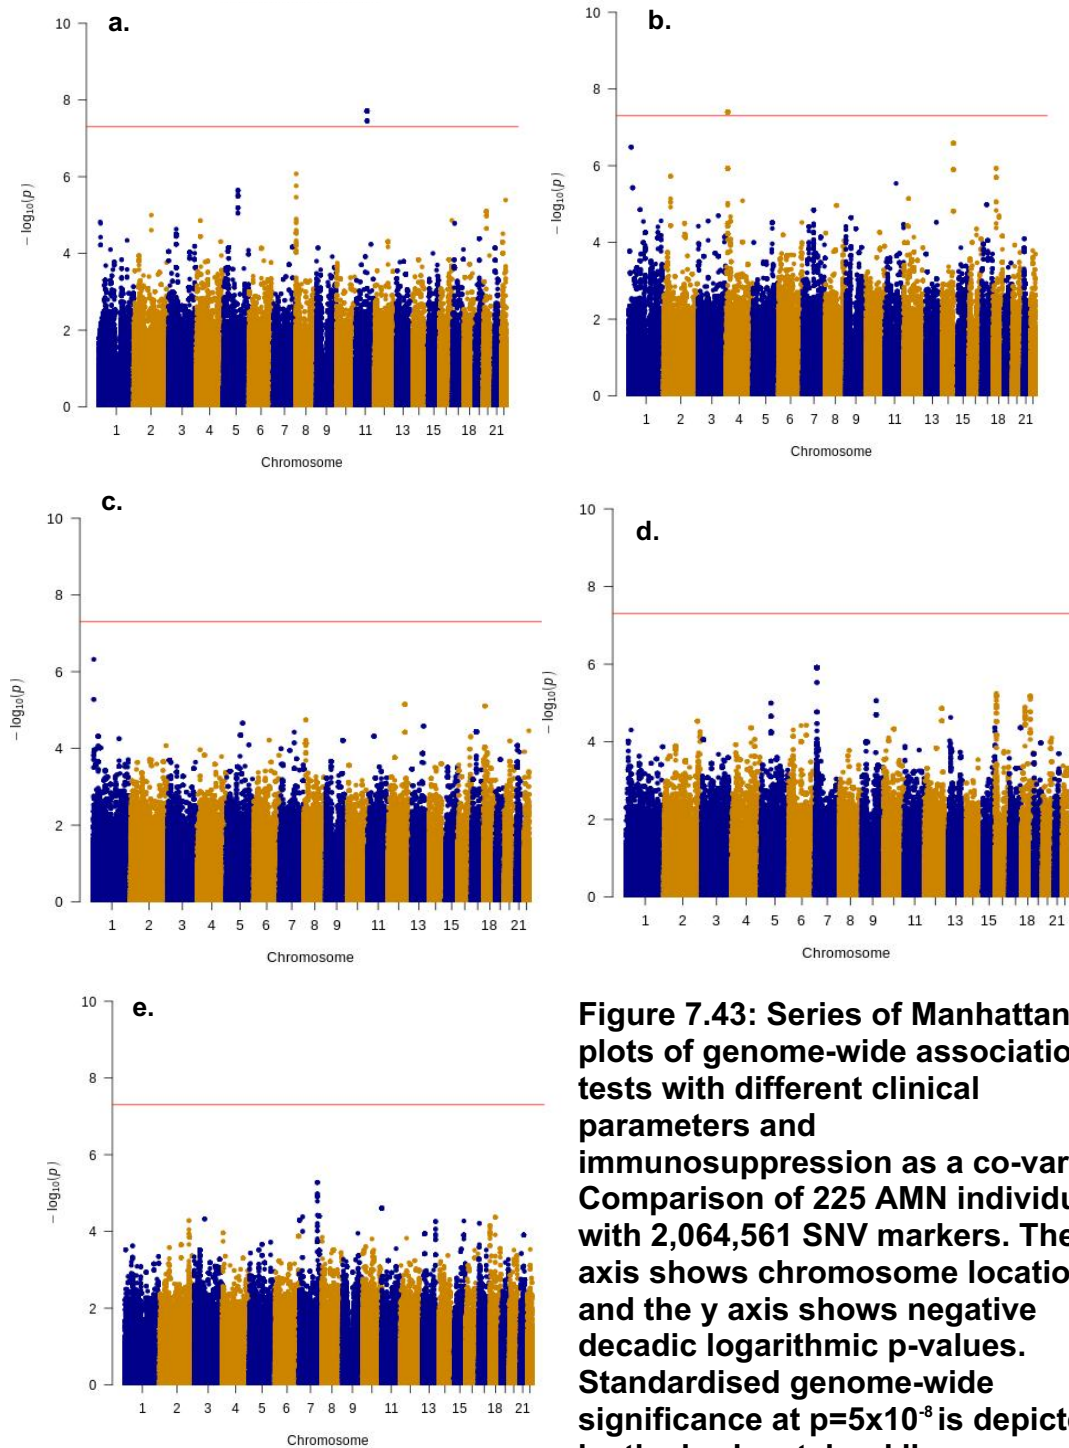 a.
10
8
6
4
2
0
− log10(p)
1 2 3 4 5 6 7 8 9 11 13 15 18 21
Chromosome
b.
10
8
6
4
2
0
− log10(p)
1 2 3 4 5 6 7 8 9 11 13 15 18 21
Chromosome
c.
10
8
6
4
2
0
− log10(p)
1 2 3 4 5 6 7 8 9 11 13 15 18 21
Chromosome
d.
10
8
6
4
2
0
− log10(p)
1 2 3 4 5 6 7 8 9 11 13 15 18 21
Chromosome
e.
10
8
6
4
2
0
− log10(p)
1 2 3 4 5 6 7 8 9 11 13 15 18 21
Chromosome
Figure 7.43: Series of Manhattan
plots of genome-wide associatio
tests with different clinical
parameters and
immunosuppression as a co-var
Comparison of 225 AMN individu
with 2,064,561 SNV markers. The
axis shows chromosome locatio
and the y axis shows negative
decadic logarithmic p-values.
Standardised genome-wide
significance at p=5x10⁻⁸ is depict